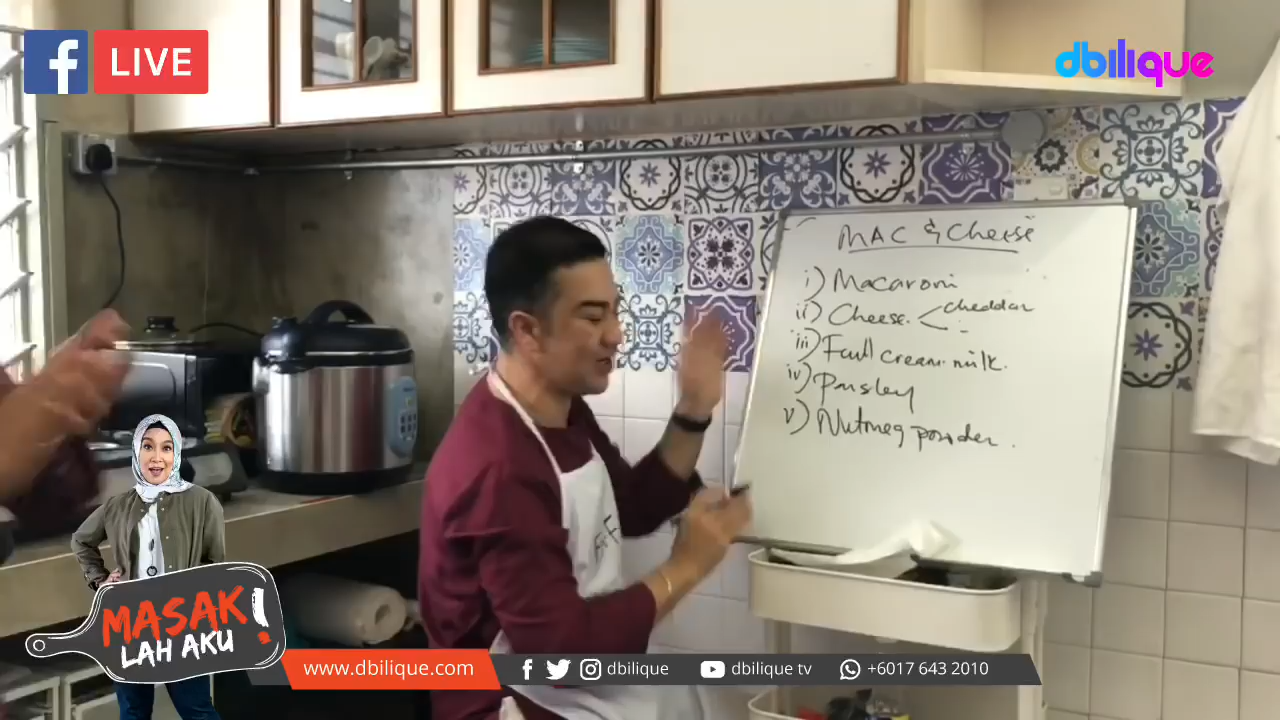 f LIVE
dbilique
MAC & Cheese
i) Macaroni
ii) Cheese < cheddar
iii) Full cream milk.
iv) Parsley
v) Nutmeg powder.
MASAK!
LAH AKU
www.dbilique.com
dbilique
dbilique tv
+6017 643 2010